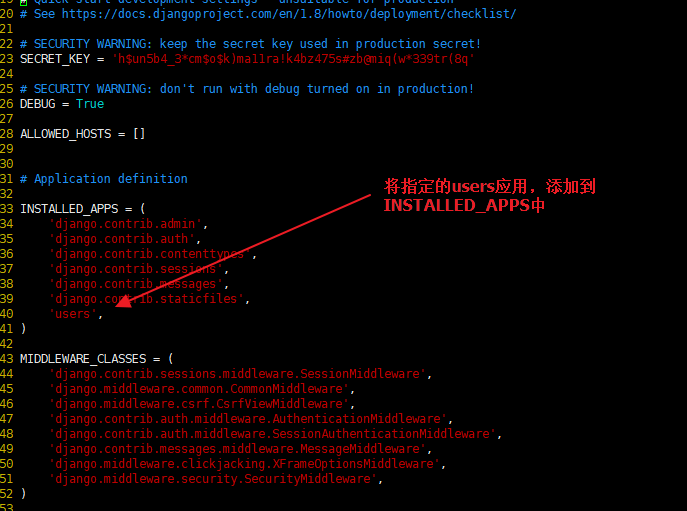 19 # Quick-start development settings - unsuitable for production
20 # See https://docs.djangoproject.com/en/1.8/howto/deployment/checklist/
21
22 # SECURITY WARNING: keep the secret key used in production secret!
23 SECRET_KEY = 'h$un5b4_3*cm$o$k)ma1lra!k4bz475s#zb@miq(w*339tr(8q'
24
25 # SECURITY WARNING: don't run with debug turned on in production!
26 DEBUG = True
27
28 ALLOWED_HOSTS = []
29
30
31 # Application definition
32
33 INSTALLED_APPS = (
34 'django.contrib.admin',
35 'django.contrib.auth',
36 'django.contrib.contenttypes',
37 'django.contrib.sessions',
38 'django.contrib.messages',
39 'django.contrib.staticfiles',
40 'users',
41 )
42
43 MIDDLEWARE_CLASSES = (
44 'django.contrib.sessions.middleware.SessionMiddleware',
45 'django.middleware.common.CommonMiddleware',
46 'django.middleware.csrf.CsrfViewMiddleware',
47 'django.contrib.auth.middleware.AuthenticationMiddleware',
48 'django.contrib.auth.middleware.SessionAuthenticationMiddleware',
49 'django.contrib.messages.middleware.MessageMiddleware',
50 'django.middleware.clickjacking.XFrameOptionsMiddleware',
51 'django.middleware.security.SecurityMiddleware',
52 )
53
将指定的users应用，添加到
INSTALLED_APPS中